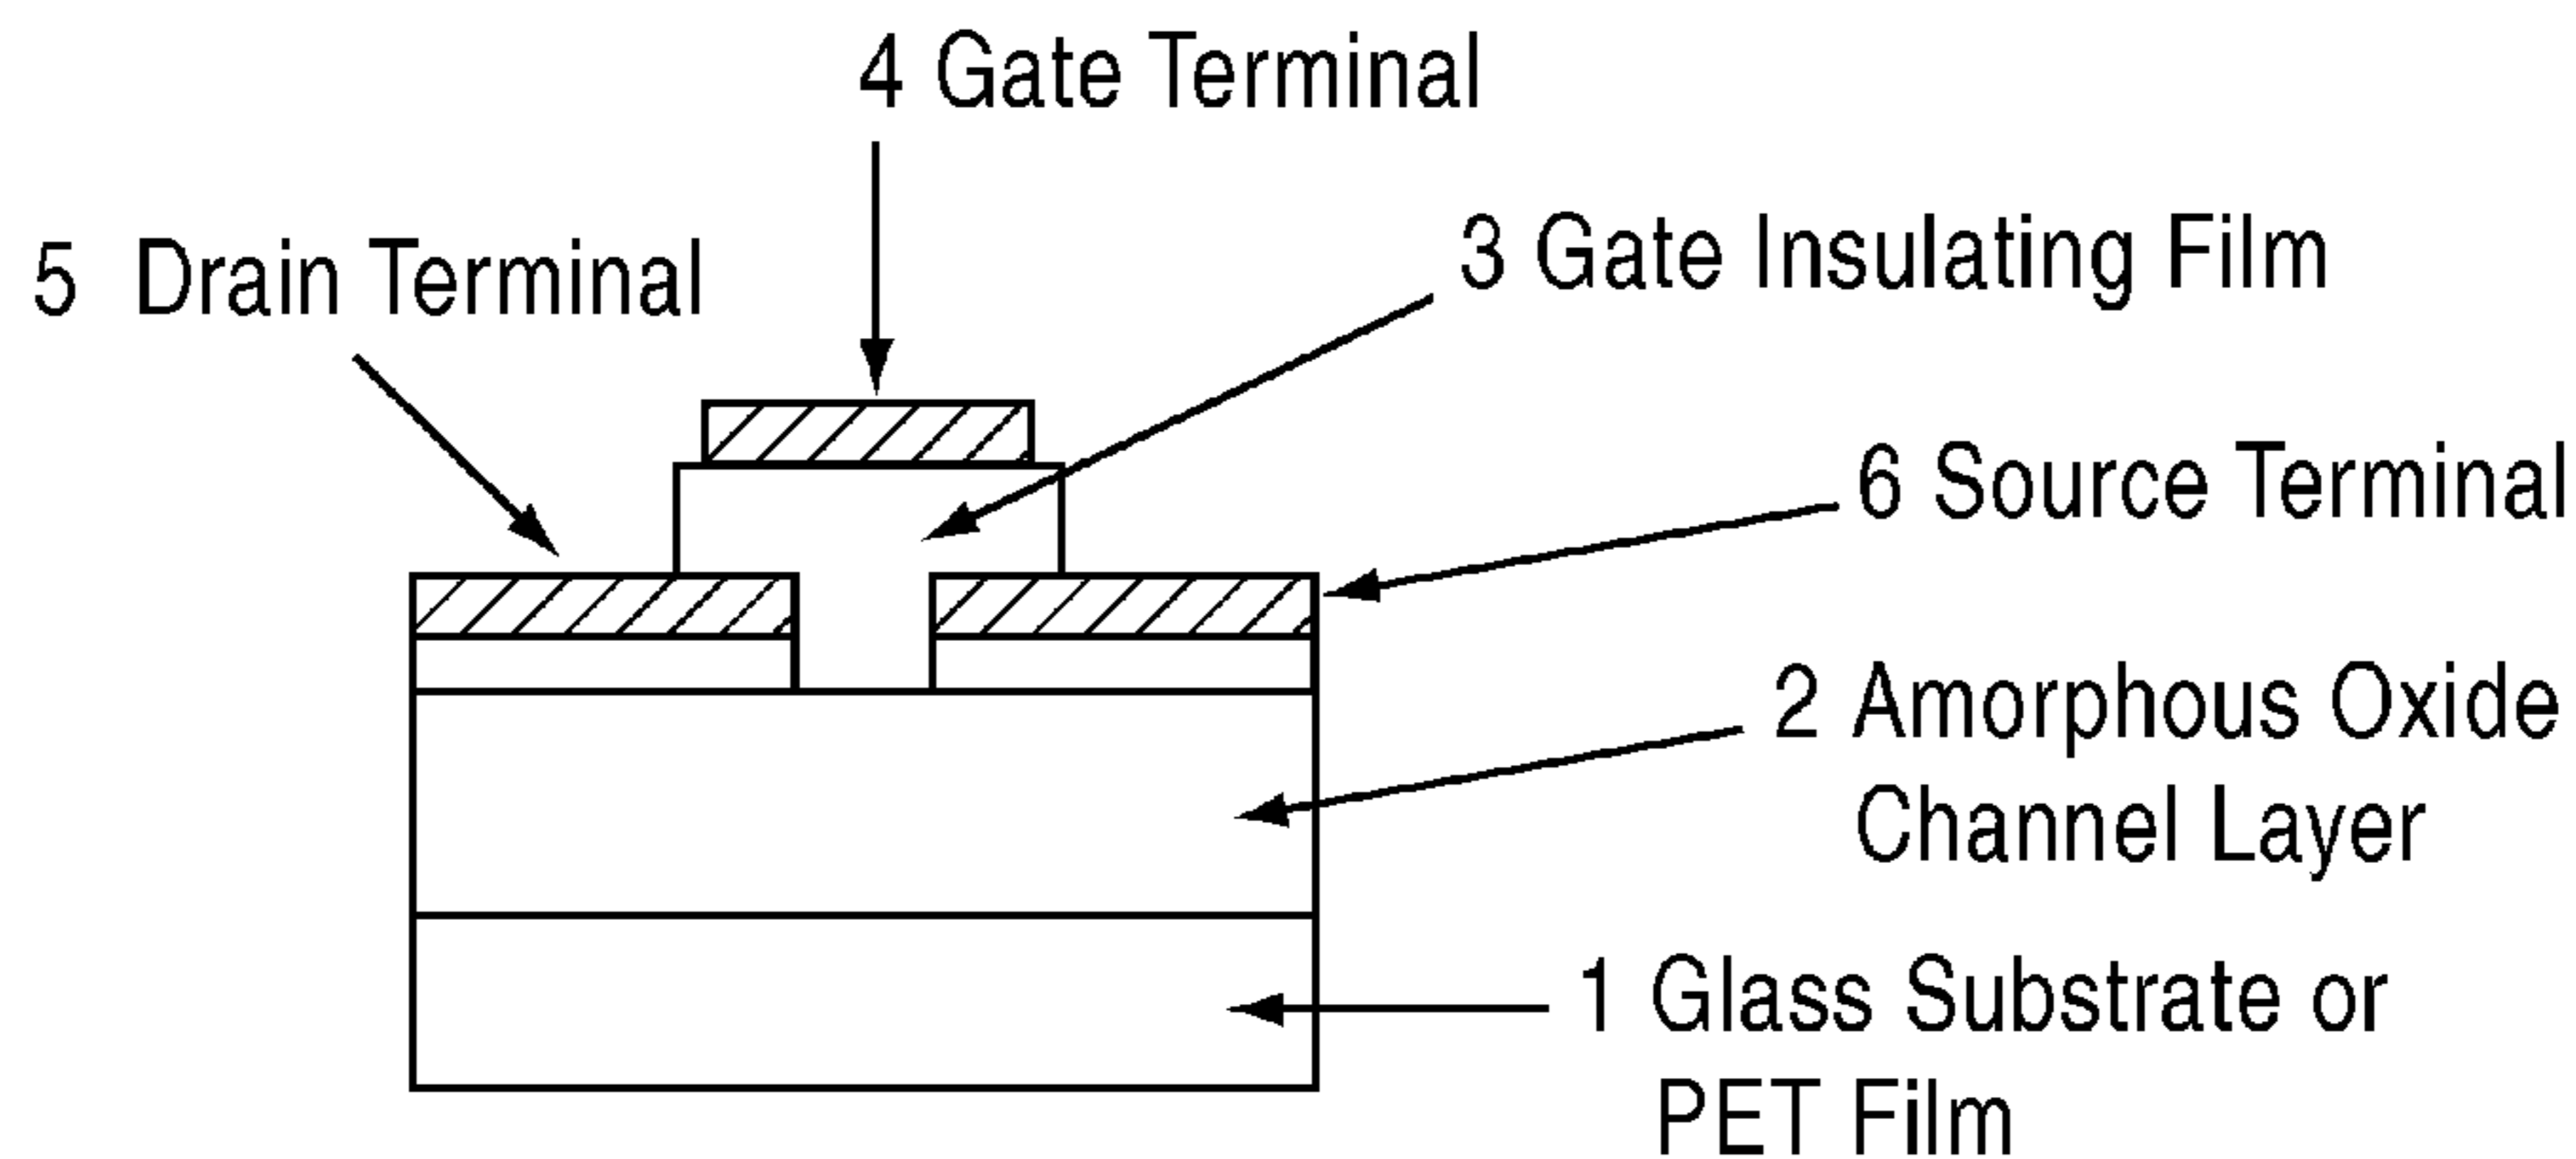 4 Gate Terminal
5 Drain Terminal
3 Gate Insulating Film
6 Source Terminal
2 Amorphous Oxide
Channel Layer
1 Glass Substrate or
PET Film